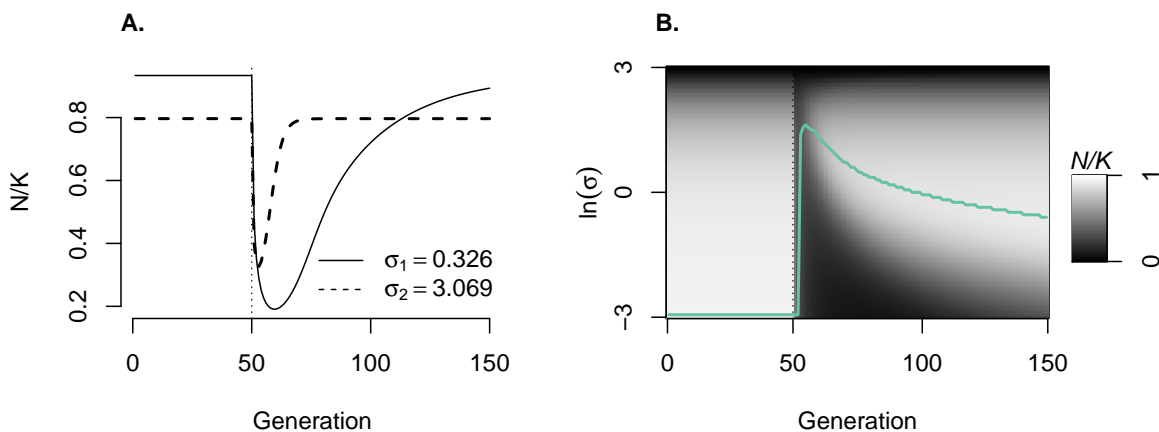 A.
N/K
0.8
0.6
0.4
0.2
σ1 = 0.326
σ2 = 3.069
0 50 100 150
Generation
B.
ln(σ)
3
0
−3
0 50 100 150
Generation
N/K
1
0